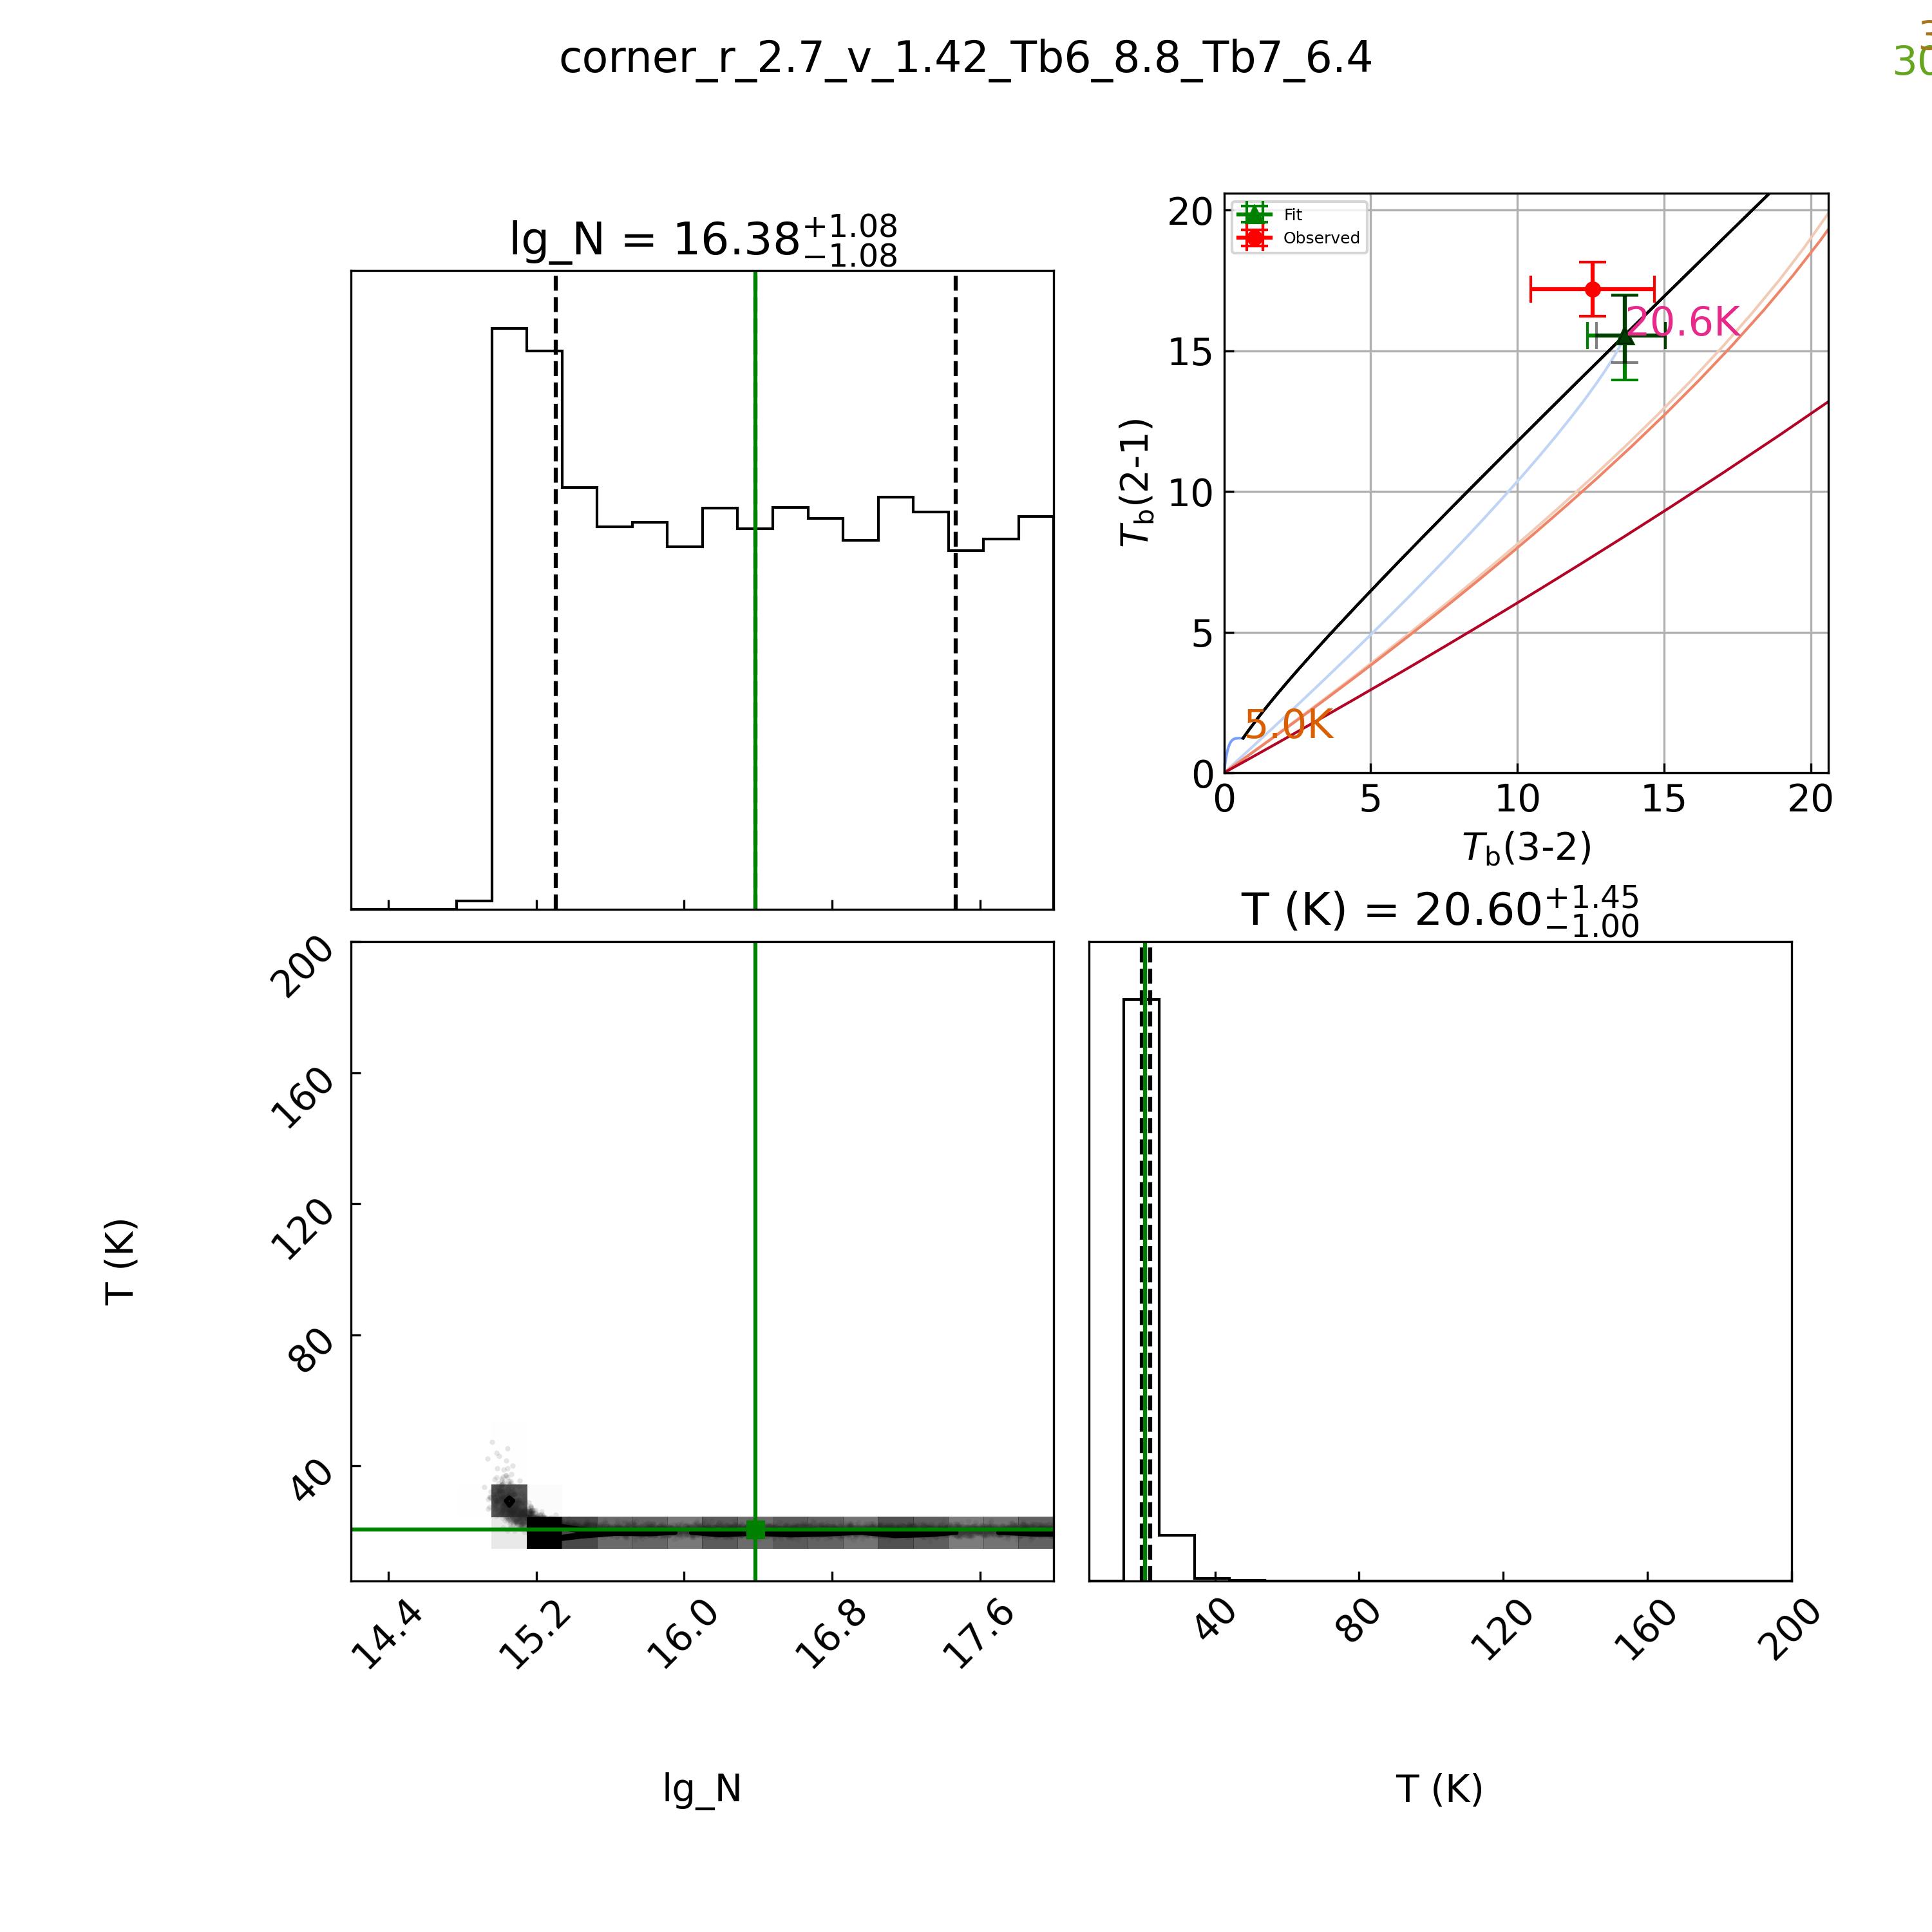 corner_r_2.7_v_1.42_Tb6_8.8_Tb7_6.4
30
lg_N = 16.38 +1.08 −1.08
20
15
10
5
0
Fit
Observed
20.6K
5.0K
T_b(2-1)
0 5 10 15 20
T_b(3-2)
T (K) = 20.60 +1.45 −1.00
200
160
120
80
40
T (K)
14.4 15.2 16.0 16.8 17.6
40 80 120 160 200
lg_N
T (K)